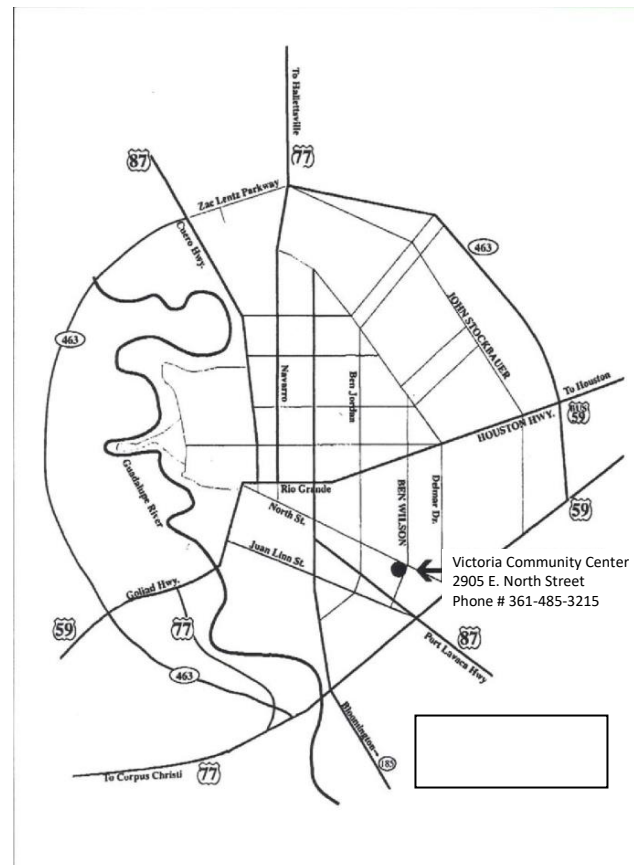 To Hallettsville
77
87
Zac Lentz Parkway
Cuero Hwy.
463
463
JOHN STOCKBAUER
To Houston
BUS
59
HOUSTON HWY.
Navarro
Ben Jordan
59
Rio Grande
Guadalupe River
North St.
BEN WILSON
Delmar Dr.
Juan Linn St.
Victoria Community Center
2905 E. North Street
Phone # 361-485-3215
Goliad Hwy.
59
77
87
Port Lavaca Hwy
463
Bloomington
185
To Corpus Christi
77